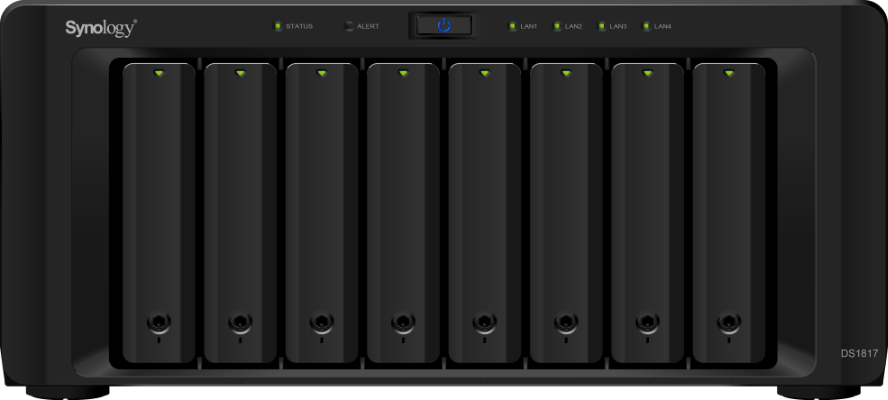 Synology®
STATUS
ALERT
LAN1
LAN2
LAN3
LAN4
DS1817